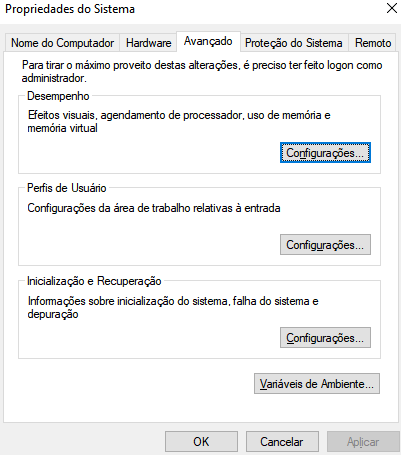 Propriedades do Sistema
Nome do Computador Hardware Avançado Proteção do Sistema Remoto
Para tirar o máximo proveito destas alterações, é preciso ter feito logon como
administrador.
Desempenho
Efeitos visuais, agendamento de processador, uso de memória e
memória virtual
Configurações...
Perfis de Usuário
Configurações da área de trabalho relativas à entrada
Configurações...
Inicialização e Recuperação
Informações sobre inicialização do sistema, falha do sistema e
depuração
Configurações...
Variáveis de Ambiente...
OK Cancelar Aplicar